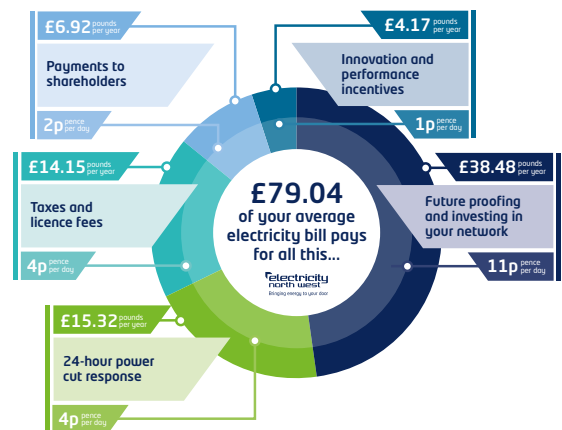 £6.92 pounds per year
Payments to
shareholders
2p pence per day
£4.17 pounds per year
Innovation and
performance
incentives
1p pence per day
£14.15 pounds per year
Taxes and
licence fees
4p pence per day
£79.04
of your average
electricity bill pays
for all this...
electricity
north west
Bringing energy to your door
£38.48 pounds per year
Future proofing
and investing in
your network
11p pence per day
£15.32 pounds per year
24-hour power
cut response
4p pence per day